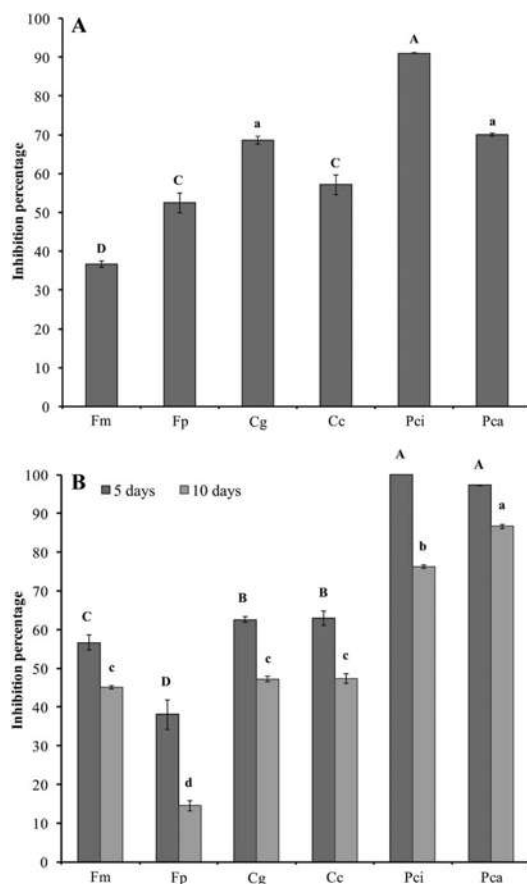 A
Inhibition percentage
100
90
80
70
60
50
40
30
20
10
0
D
C
a
C
A
a
Fm Fp Cg Cc Pci Pca
B
5 days 10 days
Inhibition percentage
100
90
80
70
60
50
40
30
20
10
0
C
c
D
d
B
c
B
c
A
b
A
a
Fm Fp Cg Cc Pci Pca